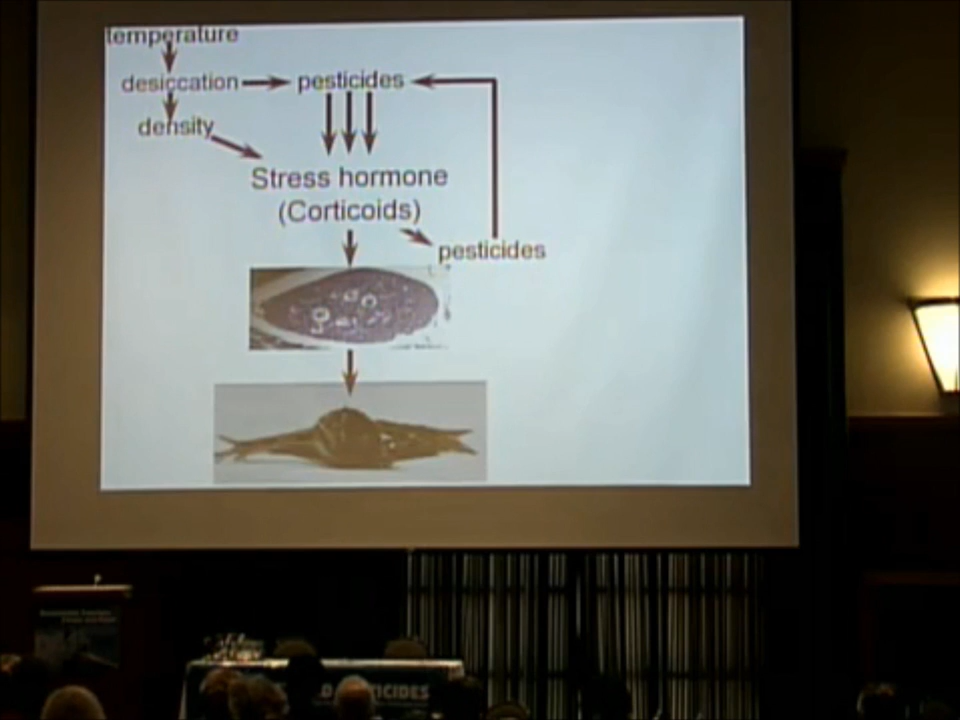 temperature
desiccation
pesticides
density
Stress hormone
(Corticoids)
pesticides